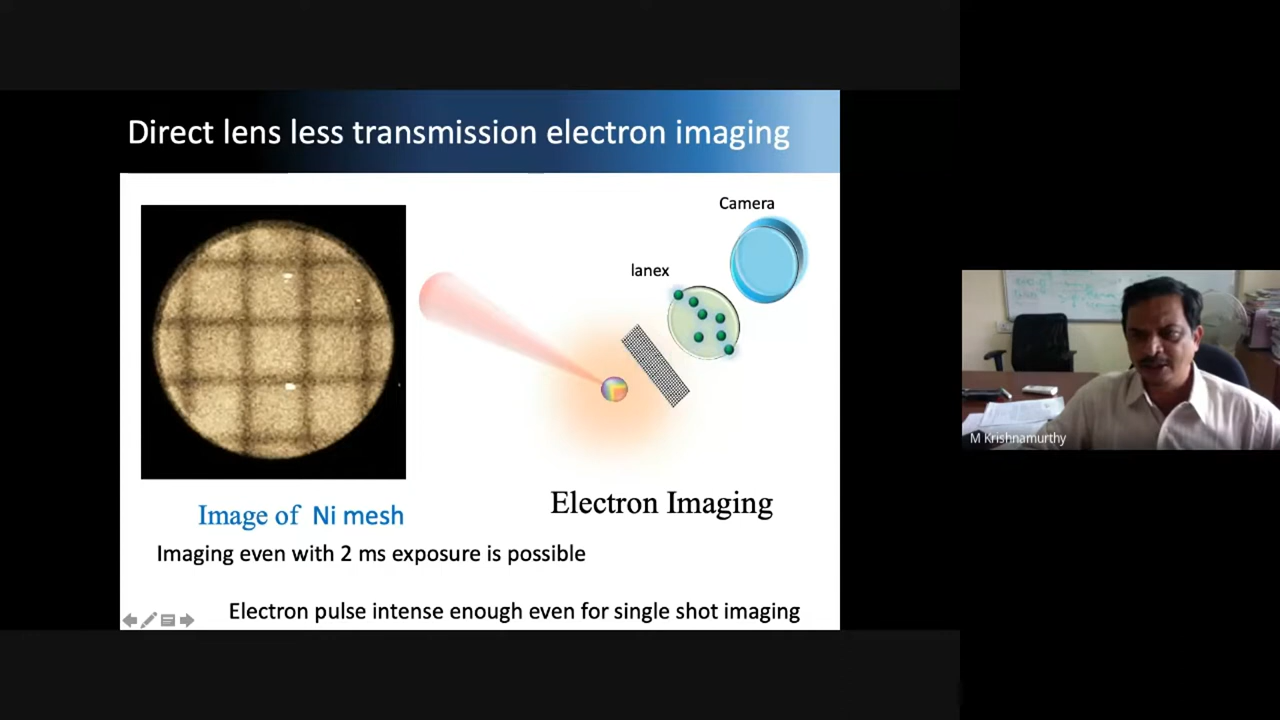 Direct lens less transmission electron imaging
Camera
lanex
Electron Imaging
Image of Ni mesh
Imaging even with 2 ms exposure is possible
Electron pulse intense enough even for single shot imaging
M Krishnamurthy